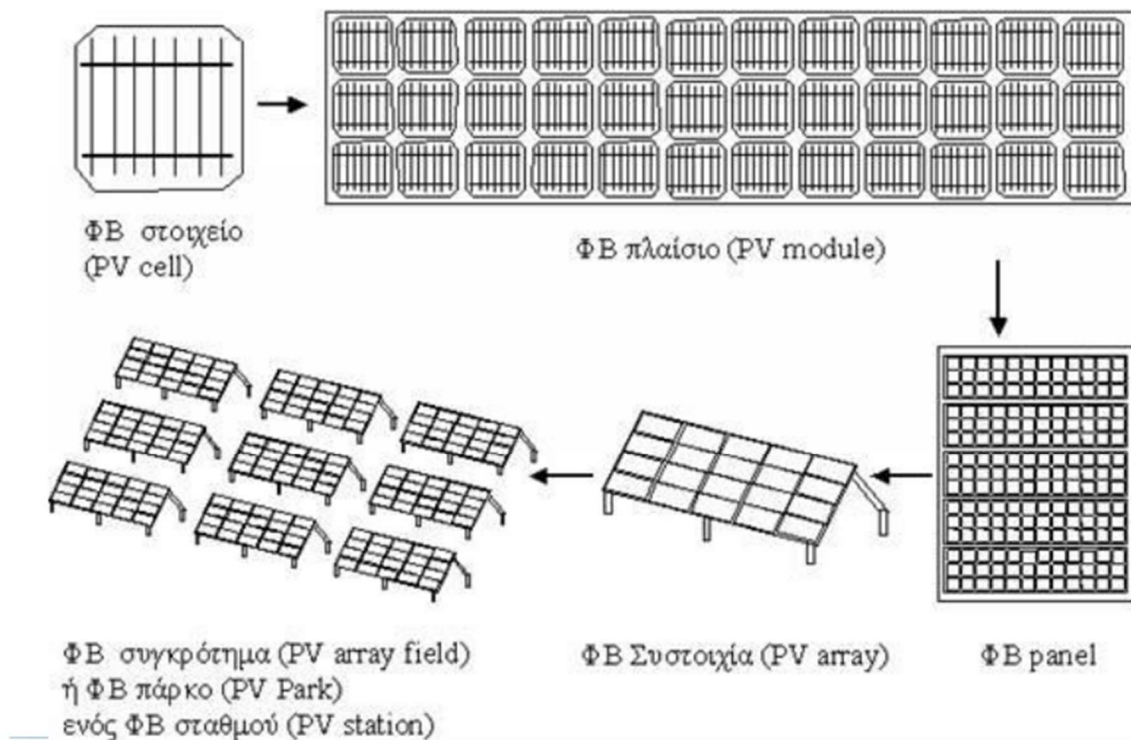 ΦΒ στοιχείο
(PV cell)
ΦΒ πλαίσιο (PV module)
ΦΒ panel
ΦΒ Συστοιχία (PV array)
ΦΒ συγκρότημα (PV array field)
ή ΦΒ πάρκο (PV Park)
ενός ΦΒ σταθμού (PV station)